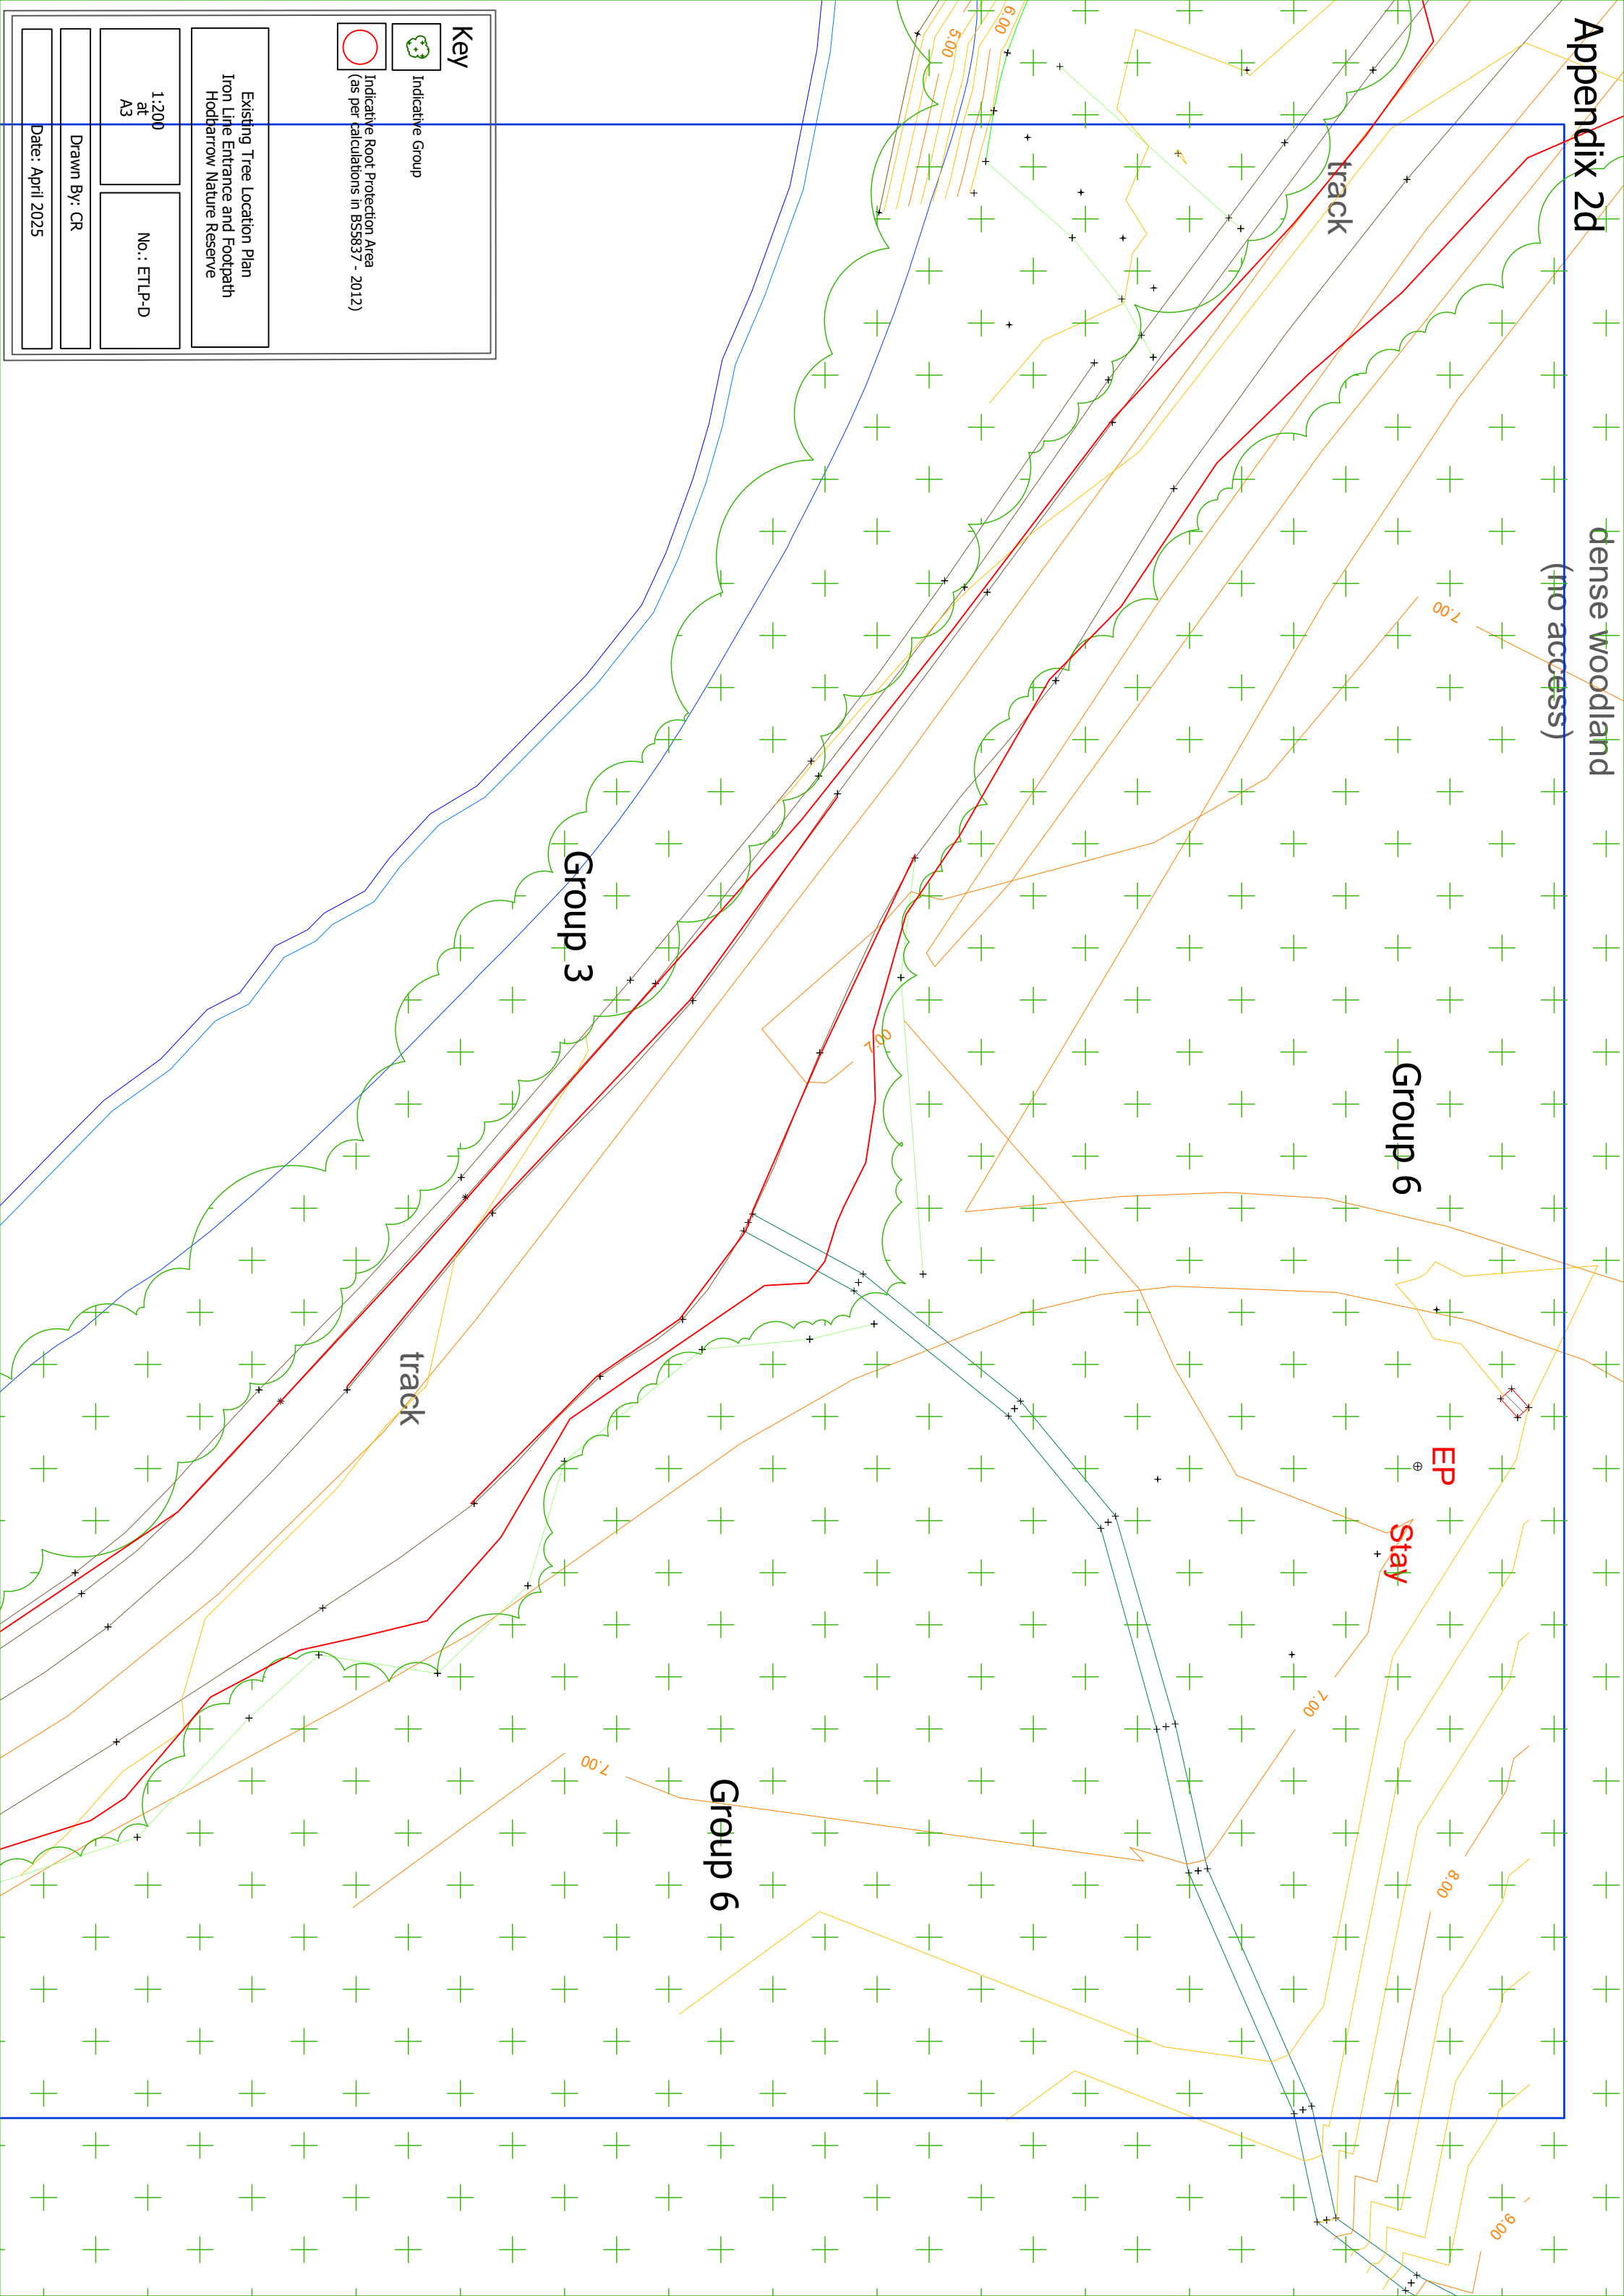 Appendix 2d
track
dense woodland
(no access)
6.00
5.00
7.00
Group 3
7.00
Group 6
EP
Stay
track
7.00
7.00
Group 6
8.00
9.00
Key
Indicative Group
Indicative Root Protection Area
(as per calculations in BS5837 - 2012)
Existing Tree Location Plan
Iron Line Entrance and Footpath
Hodbarrow Nature Reserve
1:200
at
A3
No.: ETLP-D
Drawn By: CR
Date: April 2025